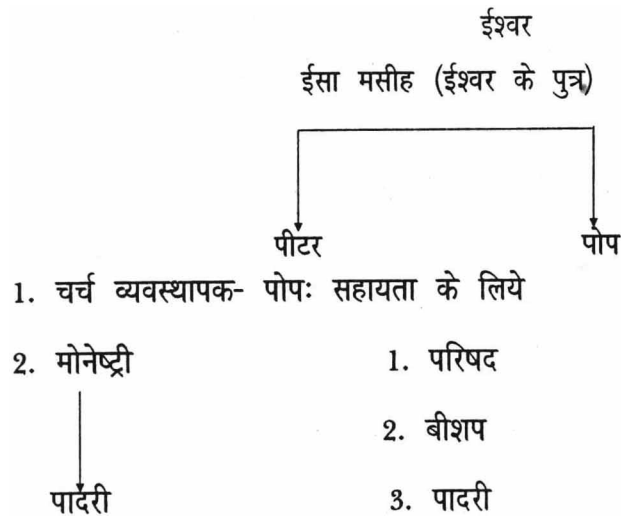 ईश्वर
ईसा मसीह (ईश्वर के पुत्र)
पीटर पोप
1. चर्च व्यवस्थापक- पोपः सहायता के लिये
2. मोनेष्ट्री 1. परिषद
2. बीशप
पादरी 3. पादरी